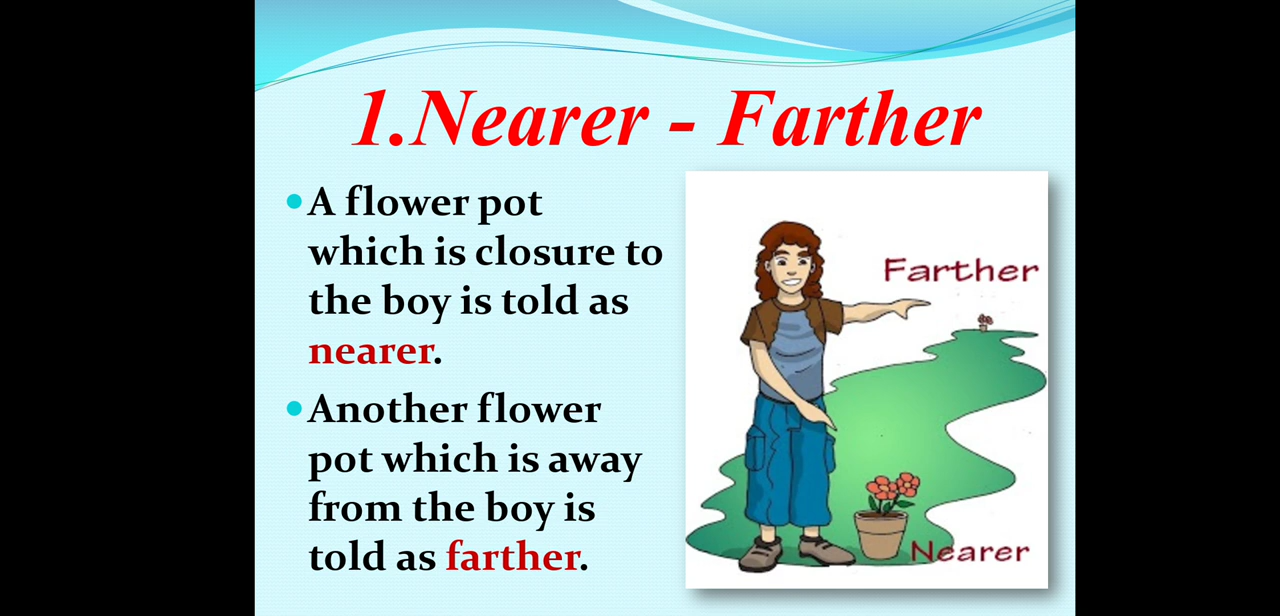 1.Nearer - Farther
• A flower pot
which is closure to
the boy is told as
nearer.
• Another flower
pot which is away
from the boy is
told as farther.
Farther
Nearer